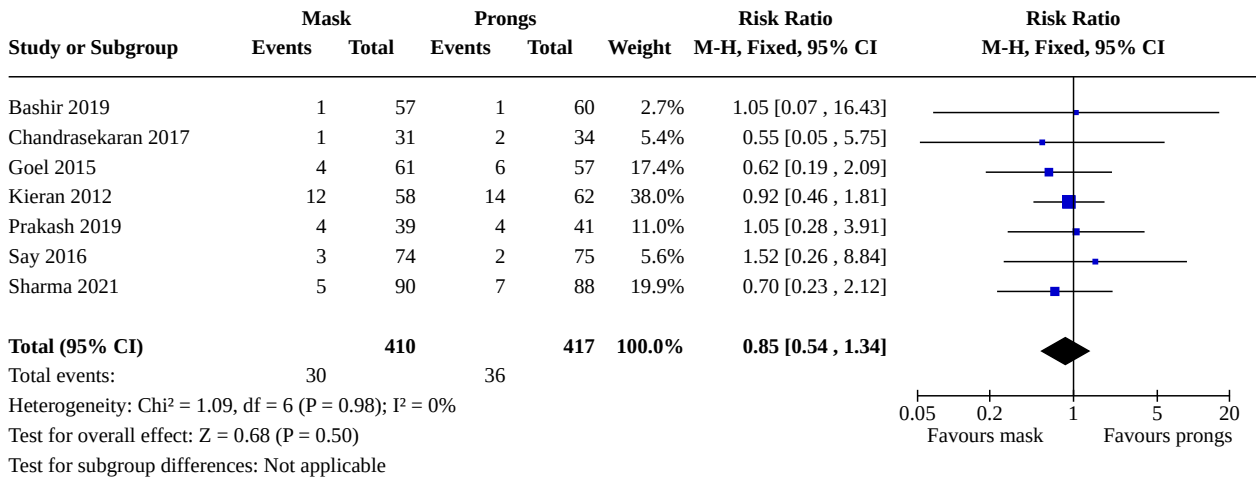 Mask Prongs Risk Ratio Risk Ratio
Study or Subgroup Events Total Events Total Weight M-H, Fixed, 95% CI M-H, Fixed, 95% CI
Bashir 2019 1 57 1 60 2.7% 1.05 [0.07 , 16.43]
Chandrasekaran 2017 1 31 2 34 5.4% 0.55 [0.05 , 5.75]
Goel 2015 4 61 6 57 17.4% 0.62 [0.19 , 2.09]
Kieran 2012 12 58 14 62 38.0% 0.92 [0.46 , 1.81]
Prakash 2019 4 39 4 41 11.0% 1.05 [0.28 , 3.91]
Say 2016 3 74 2 75 5.6% 1.52 [0.26 , 8.84]
Sharma 2021 5 90 7 88 19.9% 0.70 [0.23 , 2.12]
Total (95% CI) 410 417 100.0% 0.85 [0.54 , 1.34]
Total events: 30 36
Heterogeneity: Chi² = 1.09, df = 6 (P = 0.98); I² = 0%
0.05 0.2 1 5 20
Test for overall effect: Z = 0.68 (P = 0.50) Favours mask Favours prongs
Test for subgroup differences: Not applicable